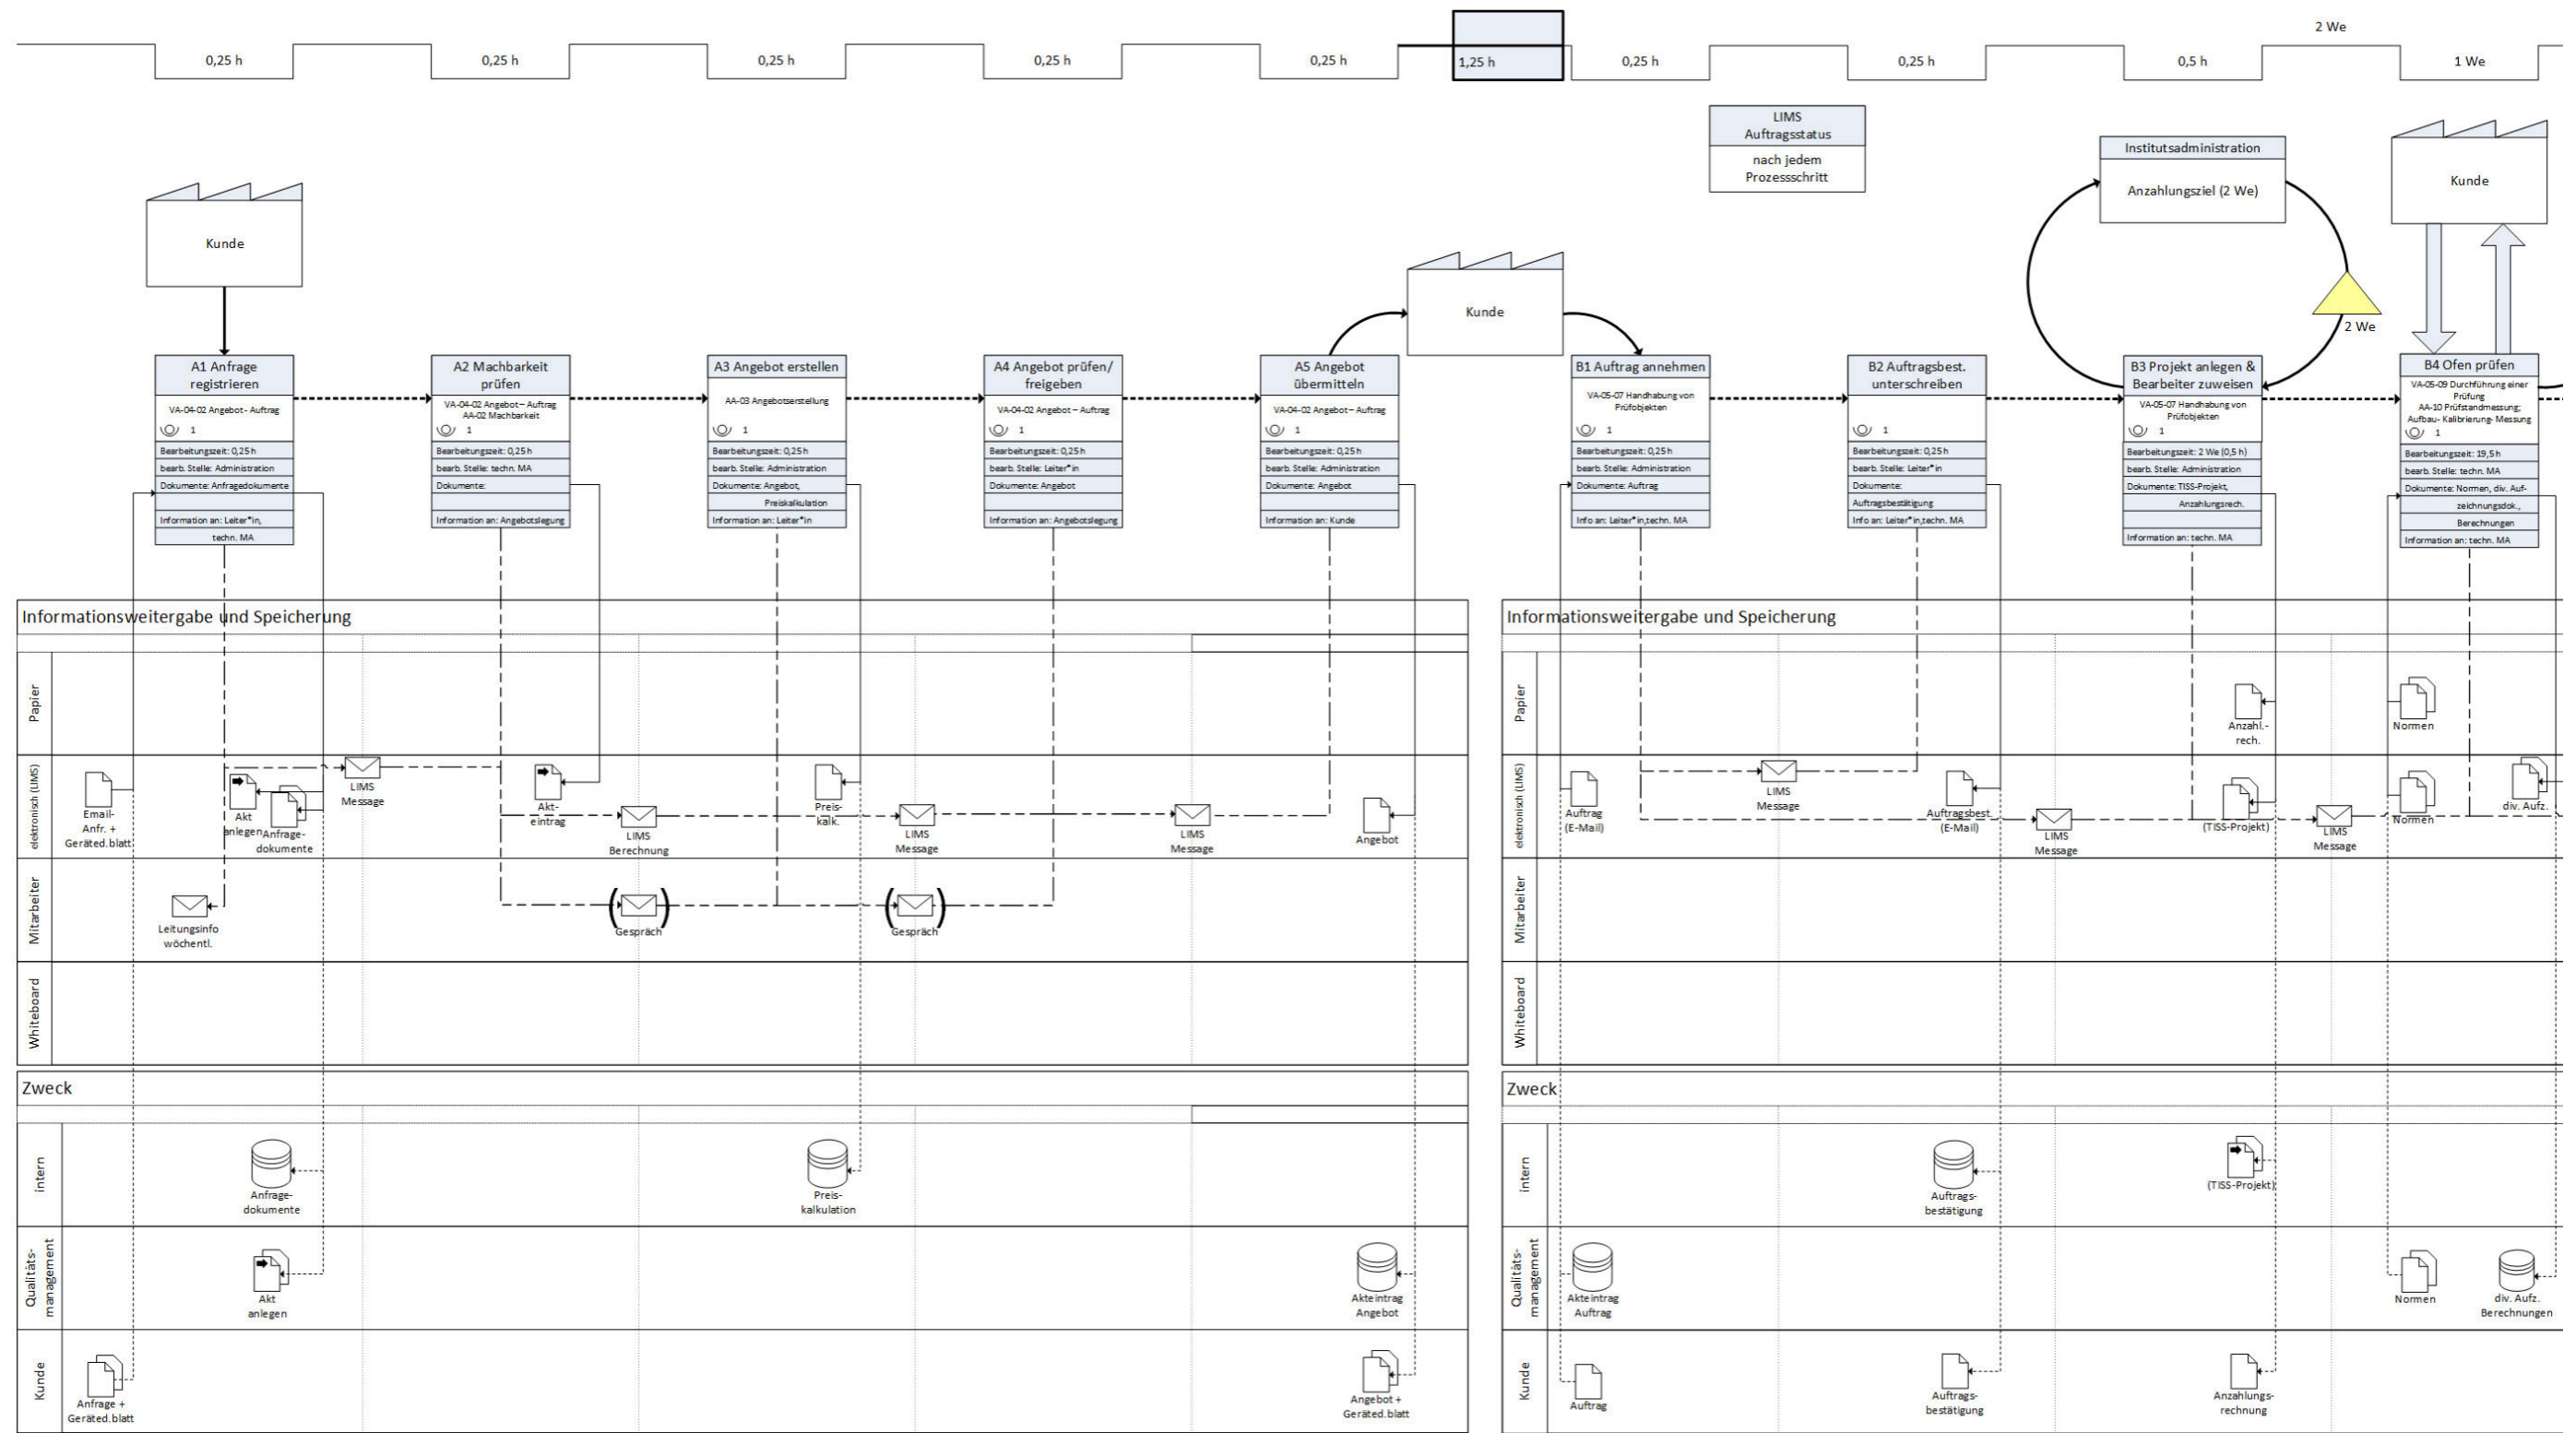 2 We
0,25 h
0,25 h
0,25 h
0,25 h
0,25 h
1,25 h
0,25 h
0,25 h
0,5 h
1 We
LIMS
Auftragsstatus
nach jedem
Prozessschritt
Institutsadministration
Anzahlungsziel (2 We)
Kunde
Kunde
Kunde
2 We
A1 Anfrage
registrieren
VA-04-02 Angebot- Auftrag
1
Bearbeitungszeit: 0,25 h
bearb. Stelle: Administration
Dokumente: Anfragedokumente
Information an: Leiter*in,
techn. MA
A2 Machbarkeit
prüfen
VA-04-02 Angebot – Auftrag
AA-02 Machbarkeit
1
Bearbeitungszeit: 0,25 h
bearb. Stelle: techn. MA
Dokumente:
Information an: Angebotslegung
A3 Angebot erstellen
AA-03 Angebotserstellung
1
Bearbeitungszeit: 0,25 h
bearb. Stelle: Administration
Dokumente: Angebot,
Preiskalkulation
Information an: Leiter*in
A4 Angebot prüfen/
freigeben
VA-04-02 Angebot – Auftrag
1
Bearbeitungszeit: 0,25 h
bearb. Stelle: Leiter*in
Dokumente: Angebot
Information an: Angebotslegung
A5 Angebot
übermitteln
VA-04-02 Angebot – Auftrag
1
Bearbeitungszeit: 0,25 h
bearb. Stelle: Administration
Dokumente: Angebot
Information an: Kunde
B1 Auftrag annehmen
VA-05-07 Handhabung von
Prüfobjekten
1
Bearbeitungszeit: 0,25 h
bearb. Stelle: Administration
Dokumente: Auftrag
Info an: Leiter*in,techn. MA
B2 Auftragsbest.
unterschreiben
1
Bearbeitungszeit: 0,25 h
bearb. Stelle: Leiter*in
Dokumente:
Auftragsbestätigung
Info an: Leiter*in,techn. MA
B3 Projekt anlegen &
Bearbeiter zuweisen
VA-05-07 Handhabung von
Prüfobjekten
1
Bearbeitungszeit: 2 We (0,5 h)
bearb. Stelle: Administration
Dokumente: TISS-Projekt,
Anzahlungsrech.
Information an: techn. MA
B4 Ofen prüfen
VA-05-09 Durchführung einer
Prüfung
AA-10 Prüfstandmessung;
Aufbau- Kalibrierung- Messung
1
Bearbeitungszeit: 19,5 h
bearb. Stelle: techn. MA
Dokumente: Normen, div. Auf-
zeichnungsdok.,
Berechnungen
Information an: techn. MA
Informationsweitergabe und Speicherung
Papier
elektronisch (LIMS)
Email-
Anfr. +
Geräted.blatt
Akt
anlegen
Anfrage-
dokumente
LIMS
Message
Akt-
eintrag
LIMS
Berechnung
Preis-
kalk.
LIMS
Message
LIMS
Message
Angebot
Mitarbeiter
Leitungsinfo
wöchentl.
Gespräch
Gespräch
Whiteboard
Informationsweitergabe und Speicherung
Papier
Anzahl.-
rech.
Normen
elektronisch (LIMS)
Auftrag
(E-Mail)
LIMS
Message
Auftragsbest.
(E-Mail)
LIMS
Message
(TISS-Projekt)
LIMS
Message
Normen
div. Aufz.
Mitarbeiter
Whiteboard
Zweck
intern
Anfrage-
dokumente
Preis-
kalkulation
Qualitäts-
management
Akt
anlegen
Akteintrag
Angebot
Kunde
Anfrage +
Geräted.blatt
Angebot +
Geräted.blatt
Zweck
intern
Auftrags-
bestätigung
(TISS-Projekt)
Qualitäts-
management
Akteintrag
Auftrag
Normen
div. Aufz.
Berechnungen
Kunde
Auftrag
Auftrags-
bestätigung
Anzahlungs-
rechnung